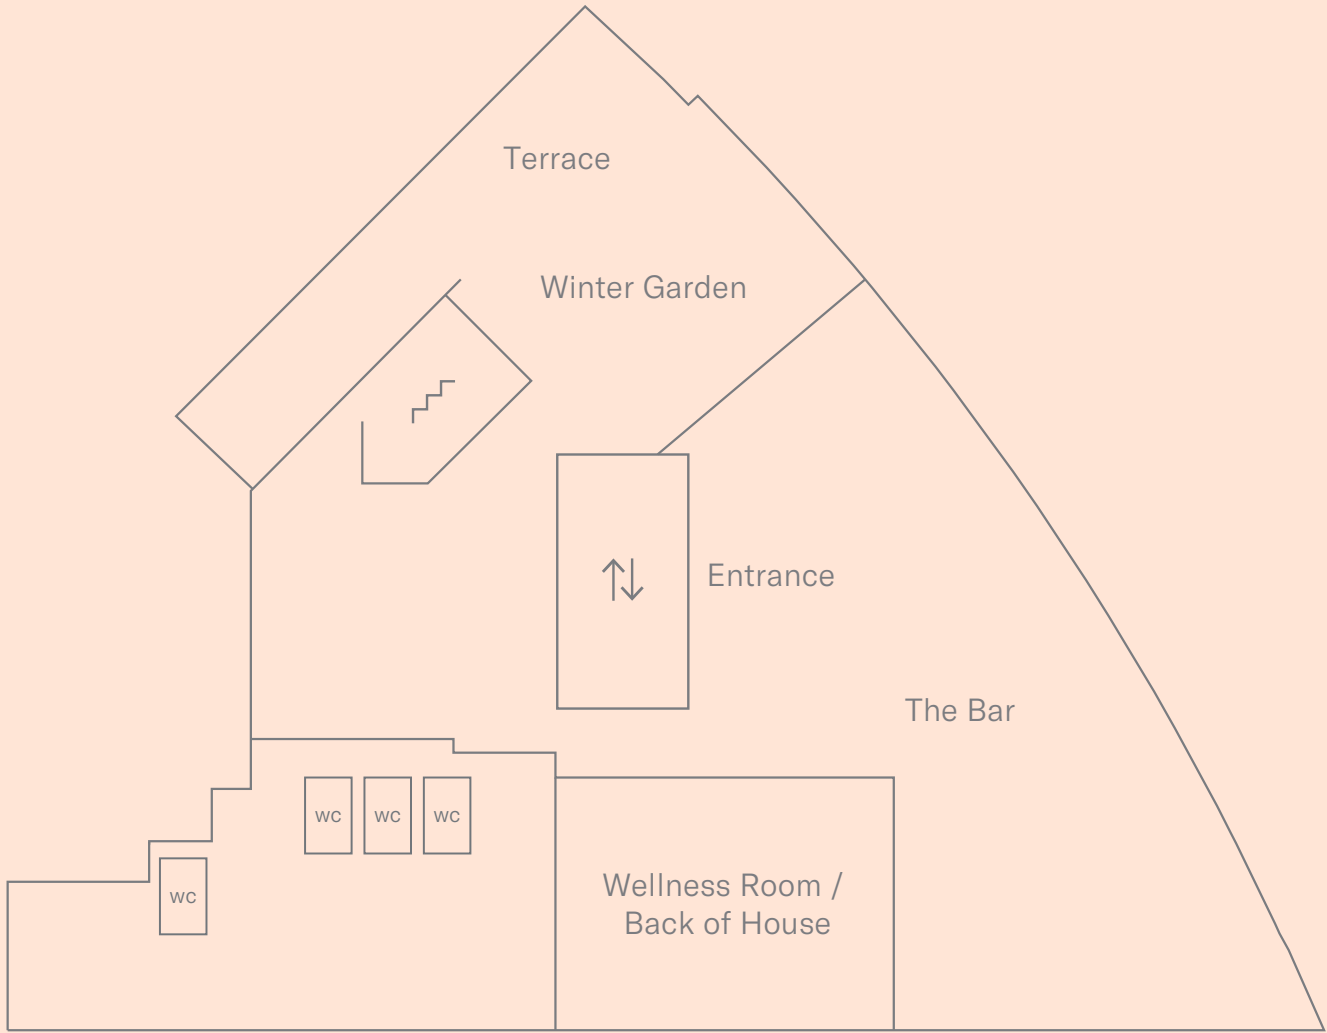 Terrace
Winter Garden
Entrance
The Bar
wc wc wc
Wellness Room /
Back of House
wc